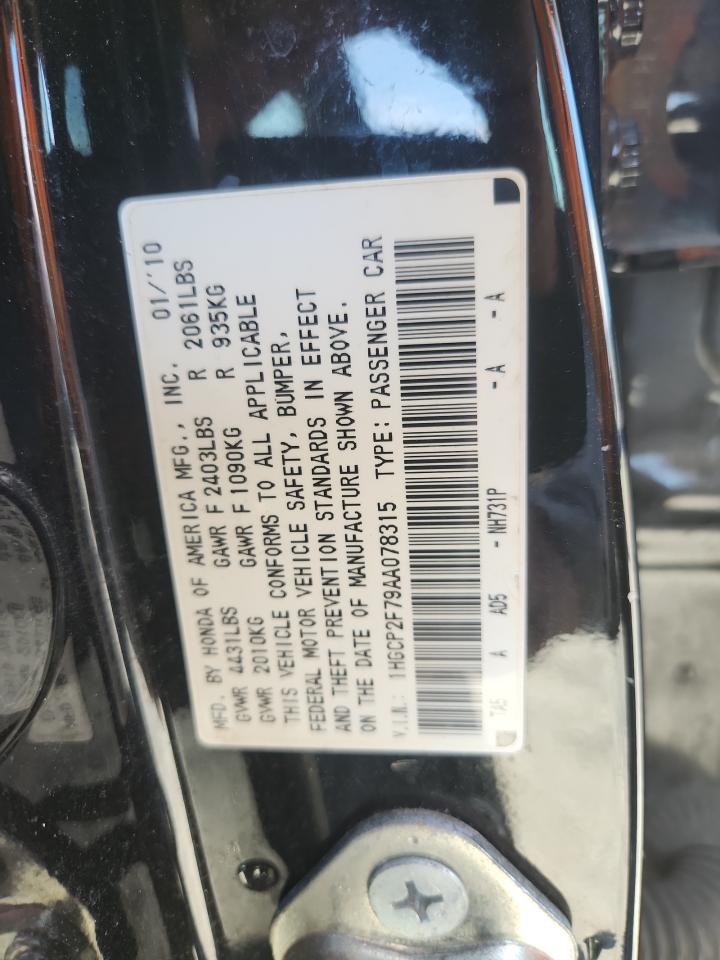 MFD. BY HONDA OF AMERICA MFG., INC. 01/'10
GVWR 4431LBS GAWR F 2403LBS R 2061LBS
GVWR 2010KG GAWR F 1090KG R 935KG
THIS VEHICLE CONFORMS TO ALL APPLICABLE
FEDERAL MOTOR VEHICLE SAFETY, BUMPER,
AND THEFT PREVENTION STANDARDS IN EFFECT
ON THE DATE OF MANUFACTURE SHOWN ABOVE.
V.I.N.: 1HGCP2F79AA078315 TYPE: PASSENGER CAR
TA5 A AD5 - NH731P - A - A